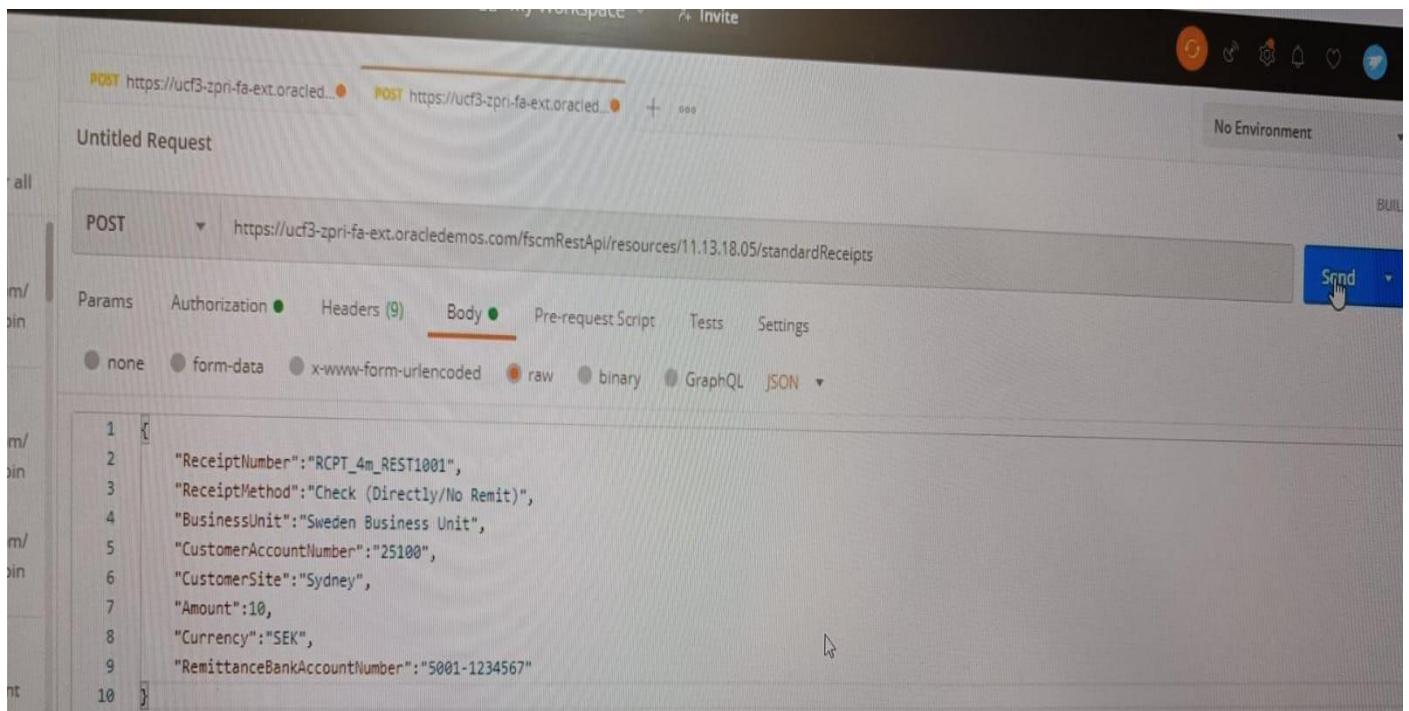 My Workspace
Invite
POST https://ucf3-zpri-fa-ext.oracled...
POST https://ucf3-zpri-fa-ext.oracled...
No Environment
Untitled Request
all
BUIL
POST
https://ucf3-zpri-fa-ext.oracledemos.com/fscmRestApi/resources/11.13.18.05/standardReceipts
Send
m/
Params Authorization Headers (9) Body Pre-request Script Tests Settings
none form-data x-www-form-urlencoded raw binary GraphQL JSON
1 {
2 "ReceiptNumber":"RCPT_4m_REST1001",
m/
3 "ReceiptMethod":"Check (Directly/No Remit)",
4 "BusinessUnit":"Sweden Business Unit",
m/
5 "CustomerAccountNumber":"25100",
6 "CustomerSite":"Sydney",
7 "Amount":10,
8 "Currency":"SEK",
9 "RemittanceBankAccountNumber":"5001-1234567"
nt
10 }